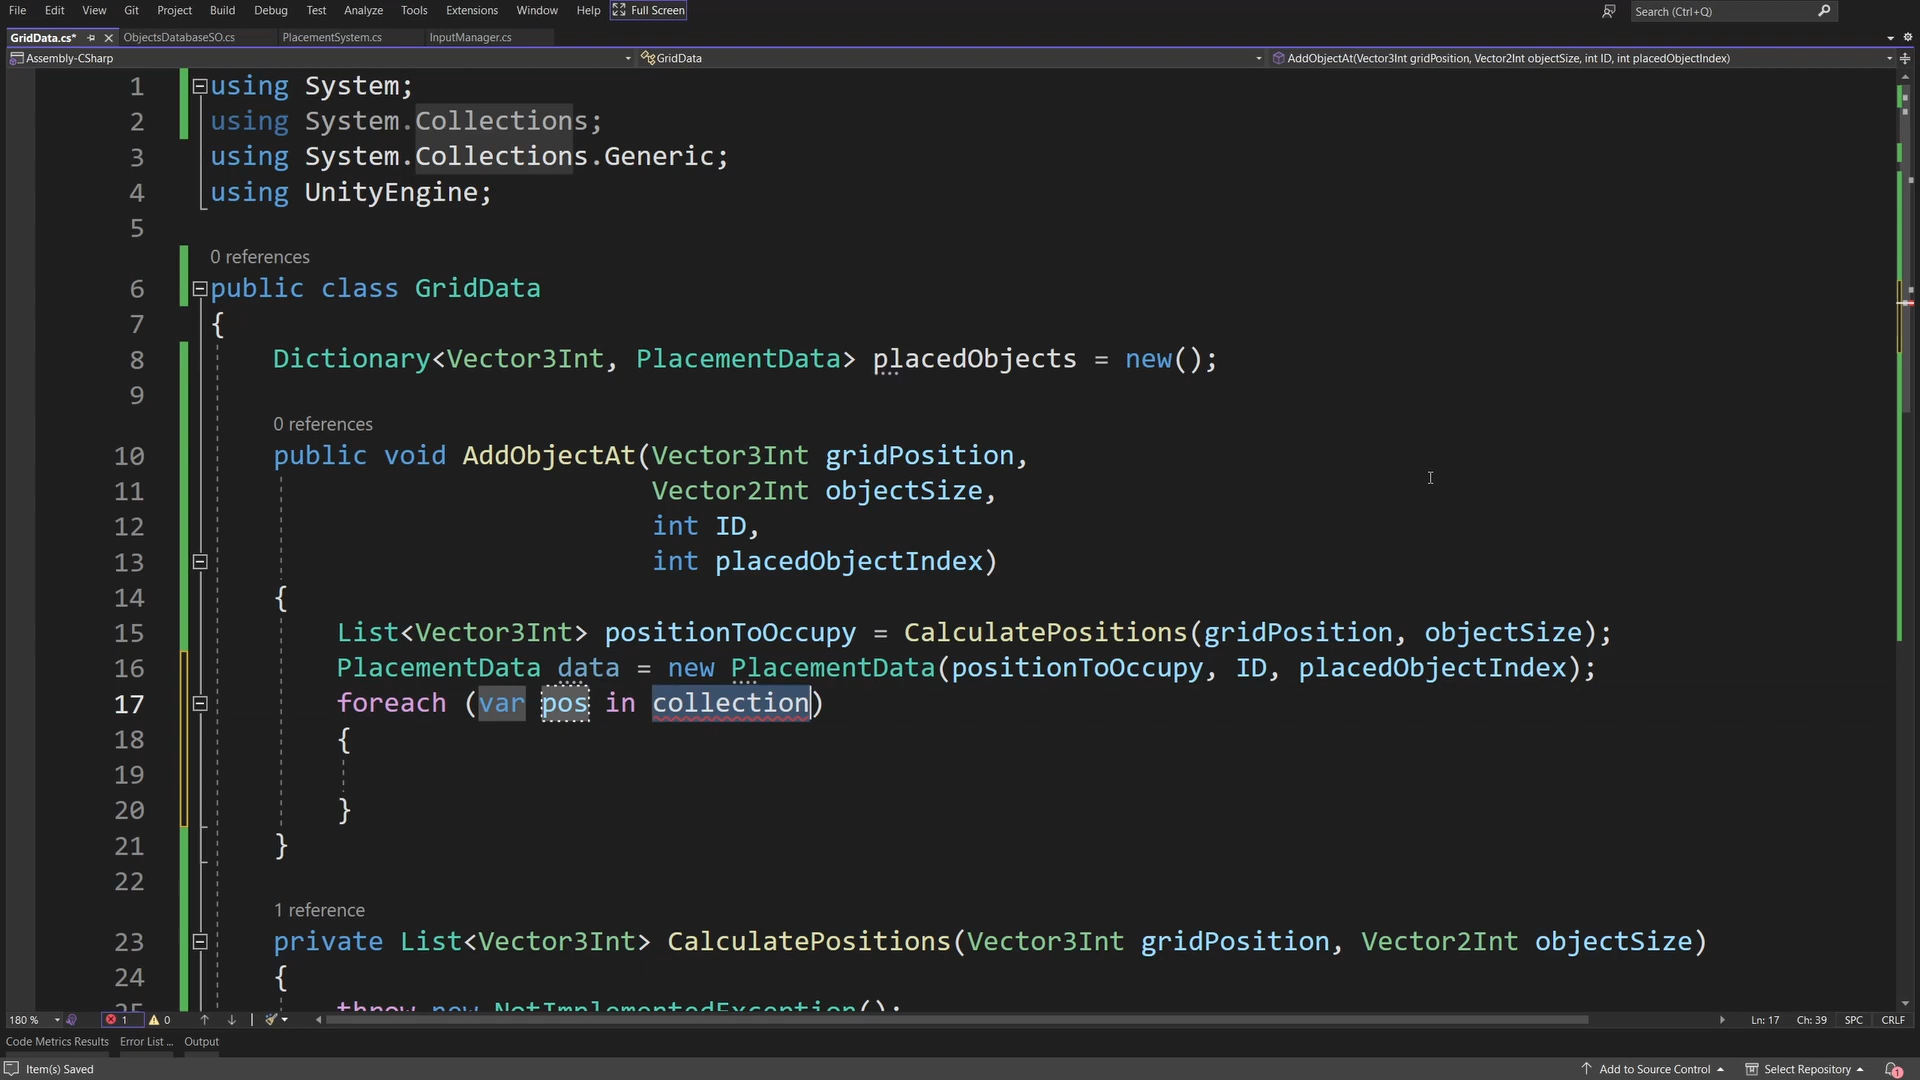 File Edit View Git Project Build Debug Test Analyze Tools Extensions Window Help Full Screen Search (Ctrl+Q)
GridData.cs* ObjectsDatabaseSO.cs PlacementSystem.cs InputManager.cs
Assembly-CSharp GridData AddObjectAt(Vector3Int gridPosition, Vector2Int objectSize, int ID, int placedObjectIndex)
1 using System;
2 using System.Collections;
3 using System.Collections.Generic;
4 using UnityEngine;
5
0 references
6 public class GridData
7 {
8 Dictionary<Vector3Int, PlacementData> placedObjects = new();
9
0 references
10 public void AddObjectAt(Vector3Int gridPosition,
11 Vector2Int objectSize,
12 int ID,
13 int placedObjectIndex)
14 {
15 List<Vector3Int> positionToOccupy = CalculatePositions(gridPosition, objectSize);
16 PlacementData data = new PlacementData(positionToOccupy, ID, placedObjectIndex);
17 foreach (var pos in collection)
18 {
19
20 }
21 }
22
1 reference
23 private List<Vector3Int> CalculatePositions(Vector3Int gridPosition, Vector2Int objectSize)
24 {
25 throw new NotImplementedException();
180 % 1 0 Ln: 17 Ch: 39 SPC CRLF
Code Metrics Results Error List ... Output
Item(s) Saved Add to Source Control Select Repository 1